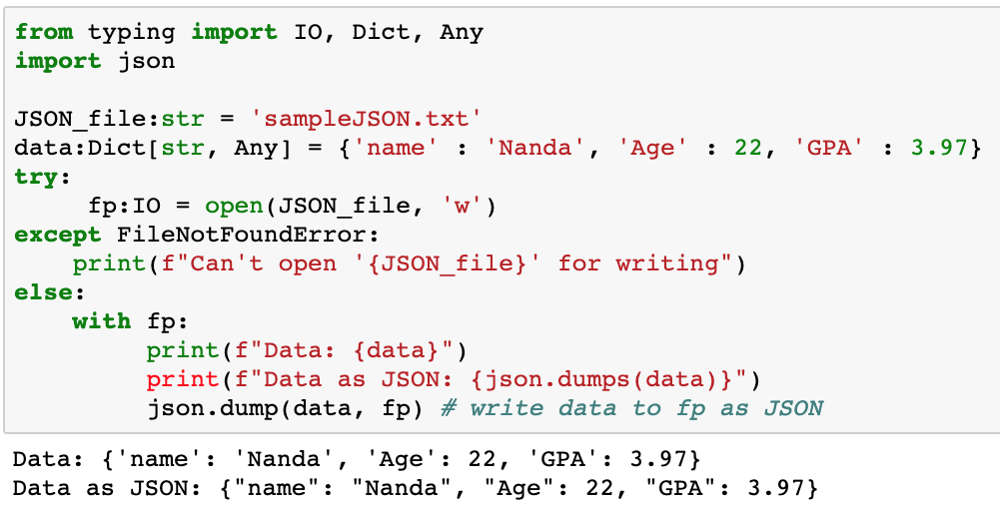 from typing import IO, Dict, Any
import json
JSON_file:str = 'sampleJSON.txt'
data:Dict[str, Any] = {'name' : 'Nanda', 'Age' : 22, 'GPA' : 3.97}
try:
     fp:IO = open(JSON_file, 'w')
except FileNotFoundError:
    print(f"Can't open '{JSON_file}' for writing")
else:
    with fp:
         print(f"Data: {data}")
         print(f"Data as JSON: {json.dumps(data)}")
         json.dump(data, fp) # write data to fp as JSON
Data: {'name': 'Nanda', 'Age': 22, 'GPA': 3.97}
Data as JSON: {"name": "Nanda", "Age": 22, "GPA": 3.97}